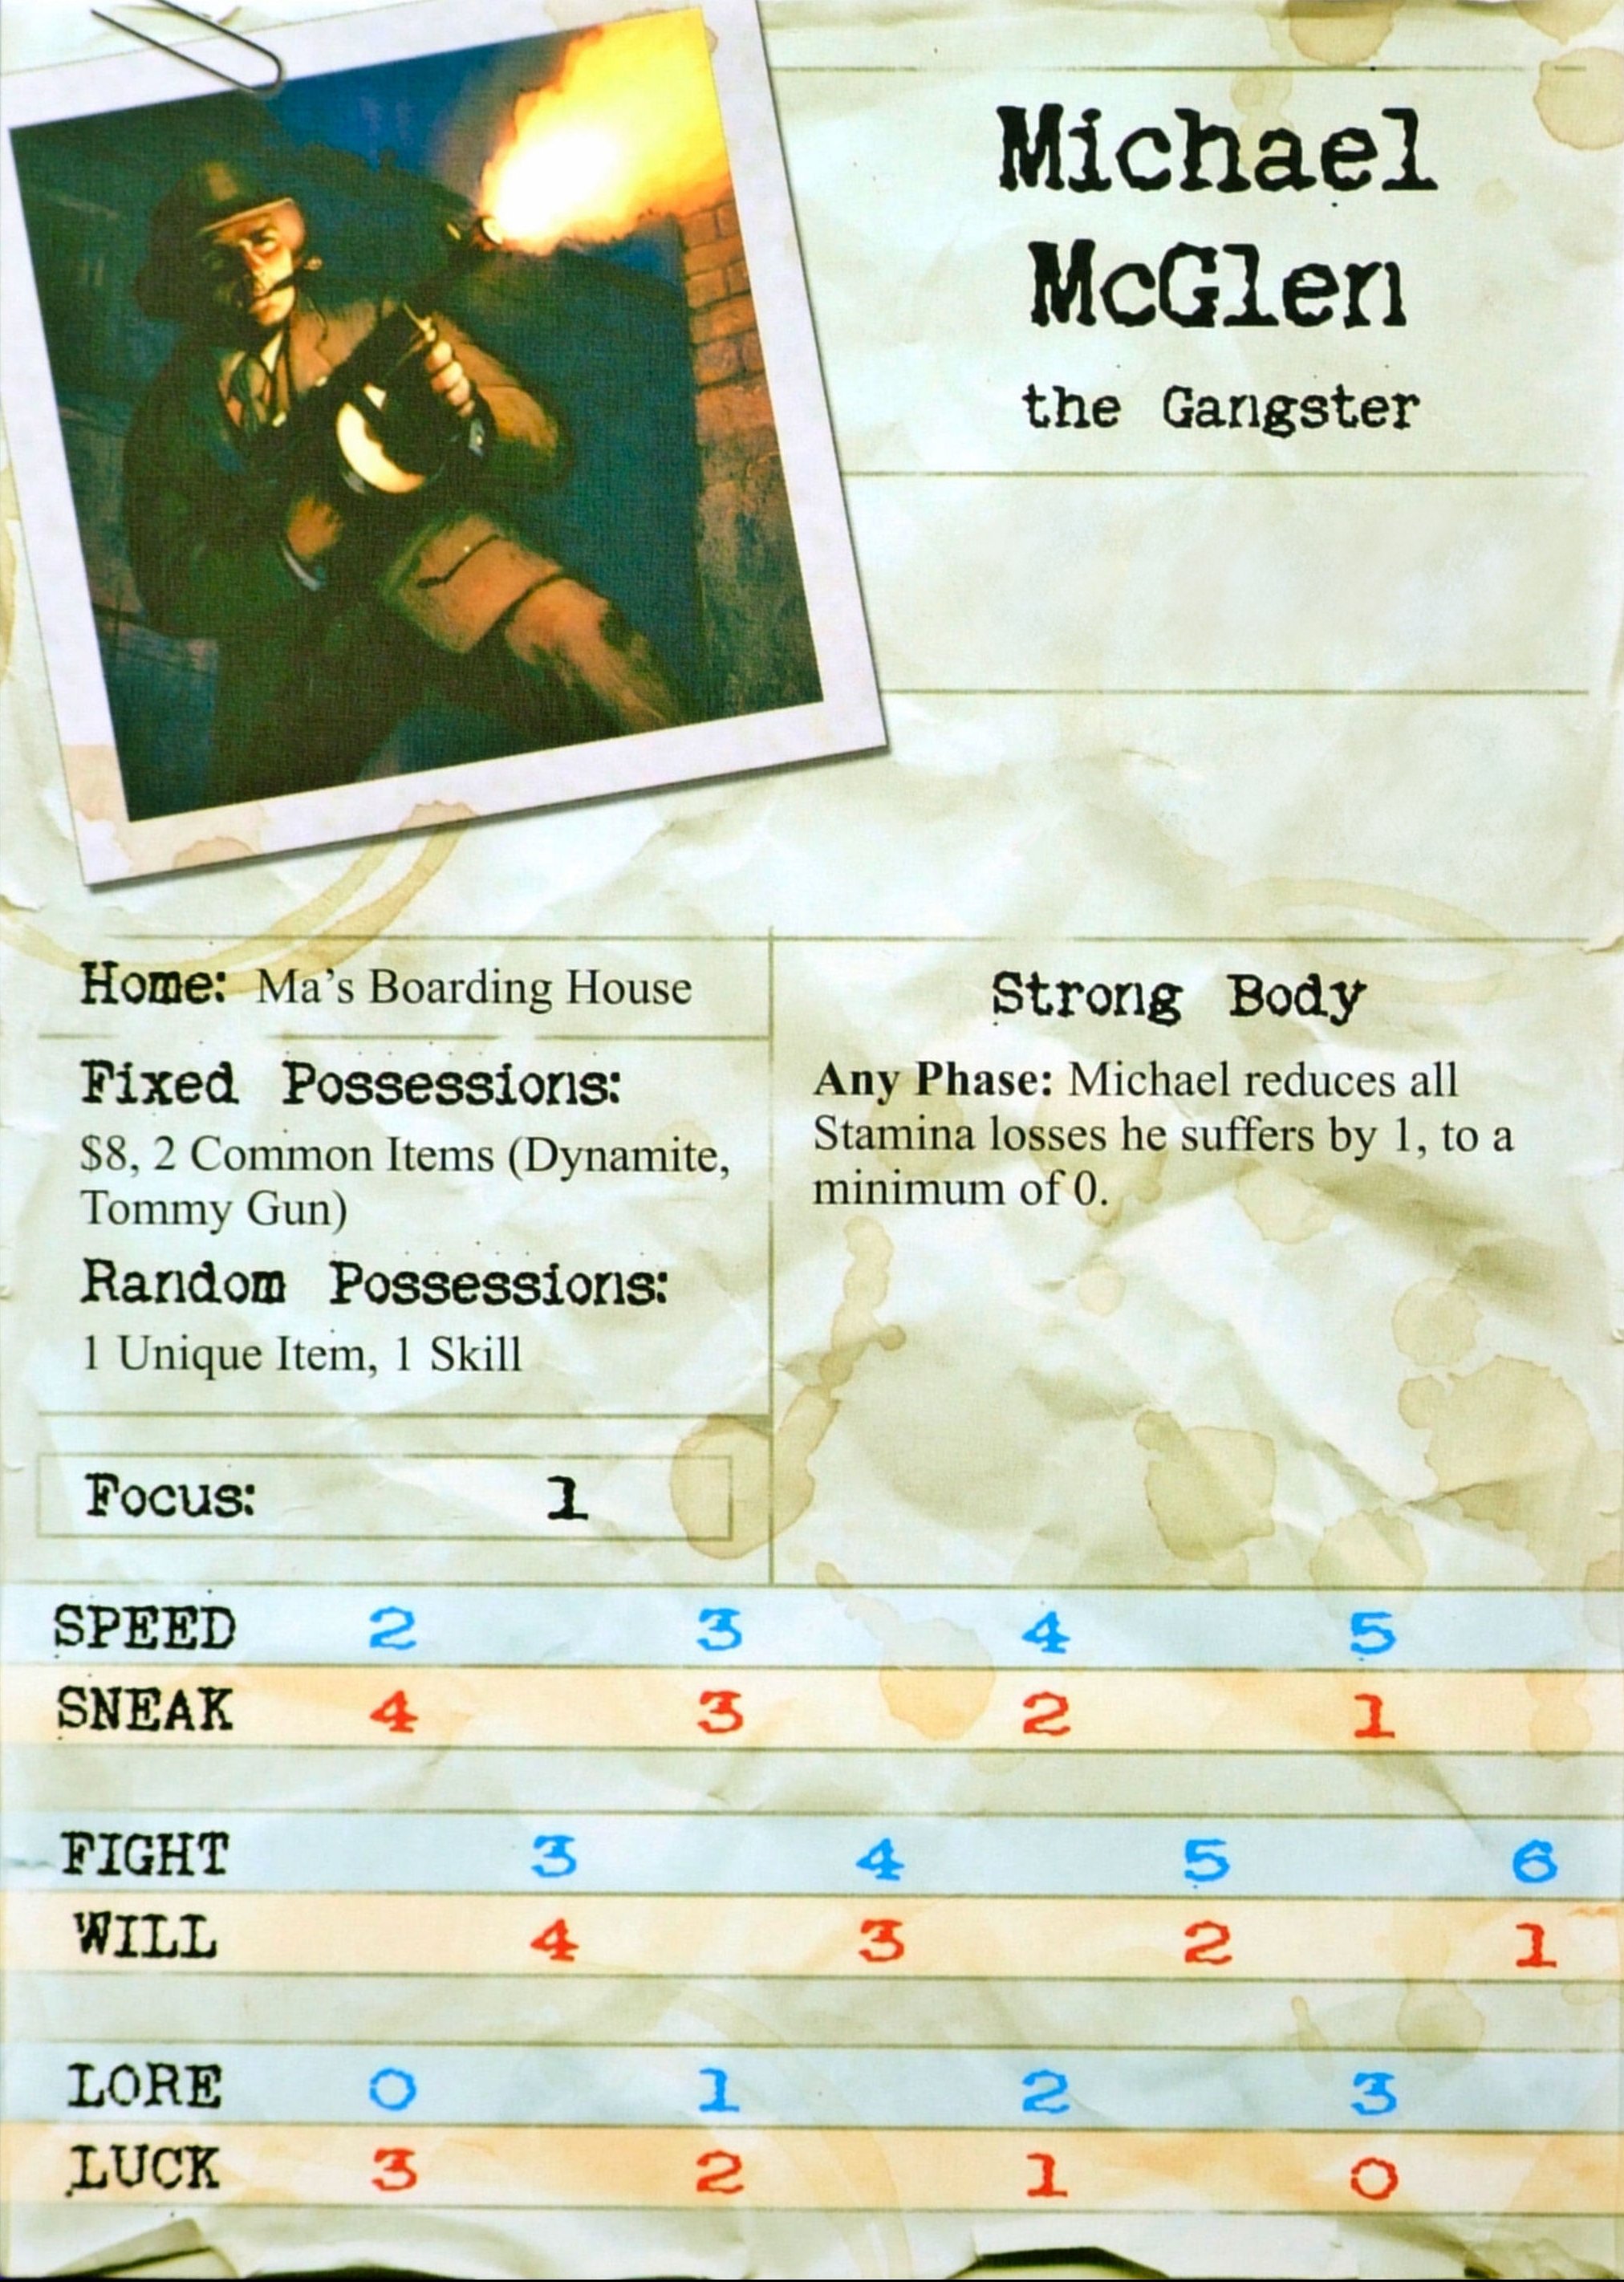 Michael
McGlen
the Gangster
Home: Ma's Boarding House
Fixed Possessions:
$8, 2 Common Items (Dynamite,
Tommy Gun)
Random Possessions:
1 Unique Item, 1 Skill
Focus: 1
Strong Body
Any Phase: Michael reduces all
Stamina losses he suffers by 1, to a
minimum of 0.
SPEED 2 3 4 5
SNEAK 4 3 2 1
FIGHT 3 4 5 6
WILL 4 3 2 1
LORE 0 1 2 3
LUCK 3 2 1 0